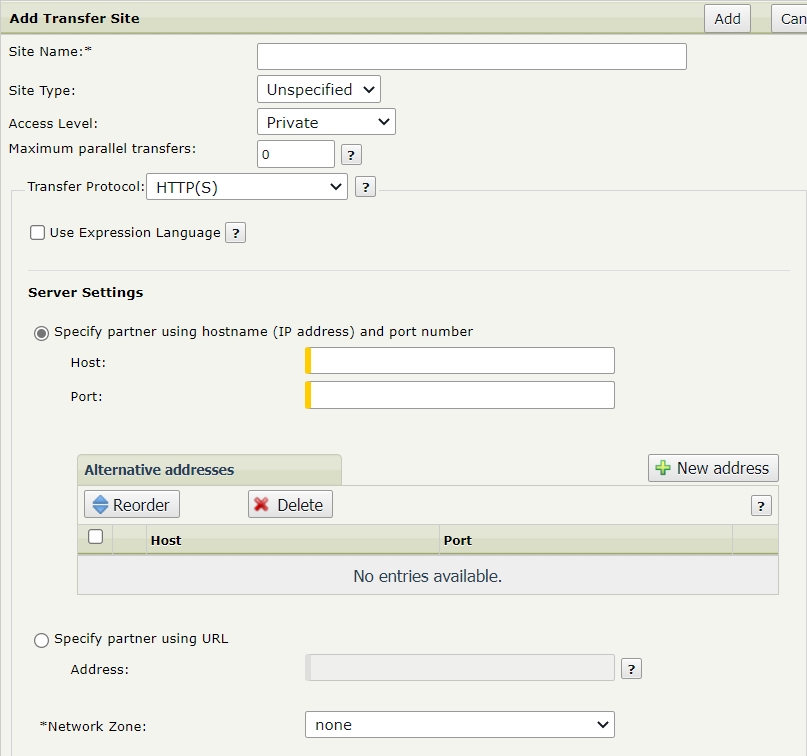 Add Transfer Site
Add
Can
Site Name:*
Site Type:
Unspecified
Access Level:
Private
Maximum parallel transfers:
0
?
Transfer Protocol:
HTTP(S)
?
Use Expression Language
?
Server Settings
Specify partner using hostname (IP address) and port number
Host:
Port:
Alternative addresses
New address
Reorder
Delete
?
Host
Port
No entries available.
Specify partner using URL
Address:
?
*Network Zone:
none